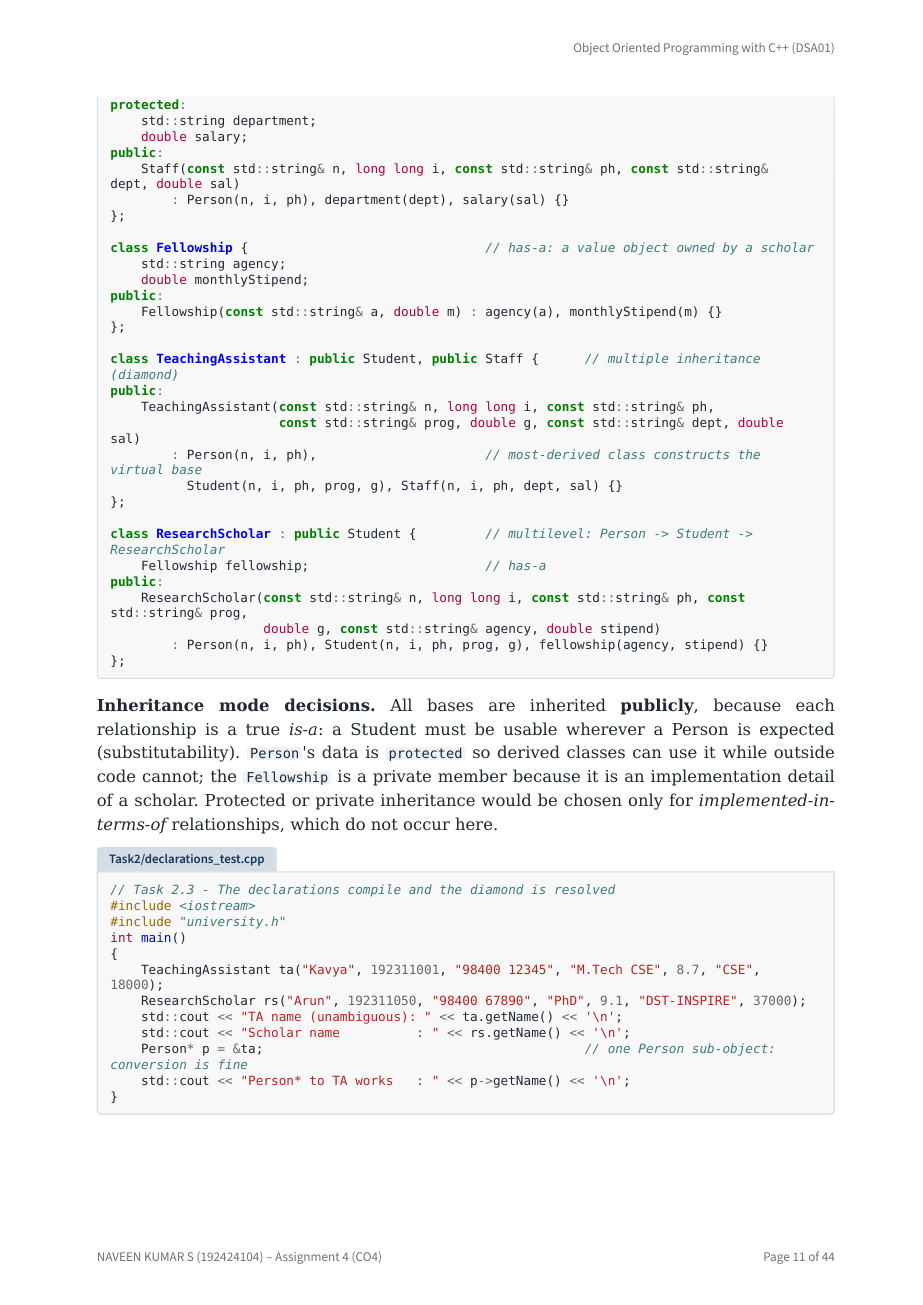 Object Oriented Programming with C++ (DSA01)
protected:
    std::string department;
    double salary;
public:
    Staff(const std::string& n, long long i, const std::string& ph, const std::string&
dept, double sal)
        : Person(n, i, ph), department(dept), salary(sal) {}
};

class Fellowship {                               // has-a: a value object owned by a scholar
    std::string agency;
    double monthlyStipend;
public:
    Fellowship(const std::string& a, double m) : agency(a), monthlyStipend(m) {}
};

class TeachingAssistant : public Student, public Staff {      // multiple inheritance
(diamond)
public:
    TeachingAssistant(const std::string& n, long long i, const std::string& ph,
                      const std::string& prog, double g, const std::string& dept, double
sal)
        : Person(n, i, ph),                      // most-derived class constructs the
virtual base
          Student(n, i, ph, prog, g), Staff(n, i, ph, dept, sal) {}
};

class ResearchScholar : public Student {         // multilevel: Person -> Student ->
ResearchScholar
    Fellowship fellowship;                       // has-a
public:
    ResearchScholar(const std::string& n, long long i, const std::string& ph, const
std::string& prog,
                    double g, const std::string& agency, double stipend)
        : Person(n, i, ph), Student(n, i, ph, prog, g), fellowship(agency, stipend) {}
};
Inheritance mode decisions. All bases are inherited publicly, because each
relationship is a true is-a: a Student must be usable wherever a Person is expected
(substitutability). Person's data is protected so derived classes can use it while outside
code cannot; the Fellowship is a private member because it is an implementation detail
of a scholar. Protected or private inheritance would be chosen only for implemented-in-
terms-of relationships, which do not occur here.
Task2/declarations_test.cpp
// Task 2.3 - The declarations compile and the diamond is resolved
#include <iostream>
#include "university.h"
int main()
{
    TeachingAssistant ta("Kavya", 192311001, "98400 12345", "M.Tech CSE", 8.7, "CSE",
18000);
    ResearchScholar rs("Arun", 192311050, "98400 67890", "PhD", 9.1, "DST-INSPIRE", 37000);
    std::cout << "TA name (unambiguous): " << ta.getName() << '\n';
    std::cout << "Scholar name          : " << rs.getName() << '\n';
    Person* p = &ta;                                          // one Person sub-object:
conversion is fine
    std::cout << "Person* to TA works   : " << p->getName() << '\n';
}
NAVEEN KUMAR S (192424104) – Assignment 4 (CO4)
Page 11 of 44